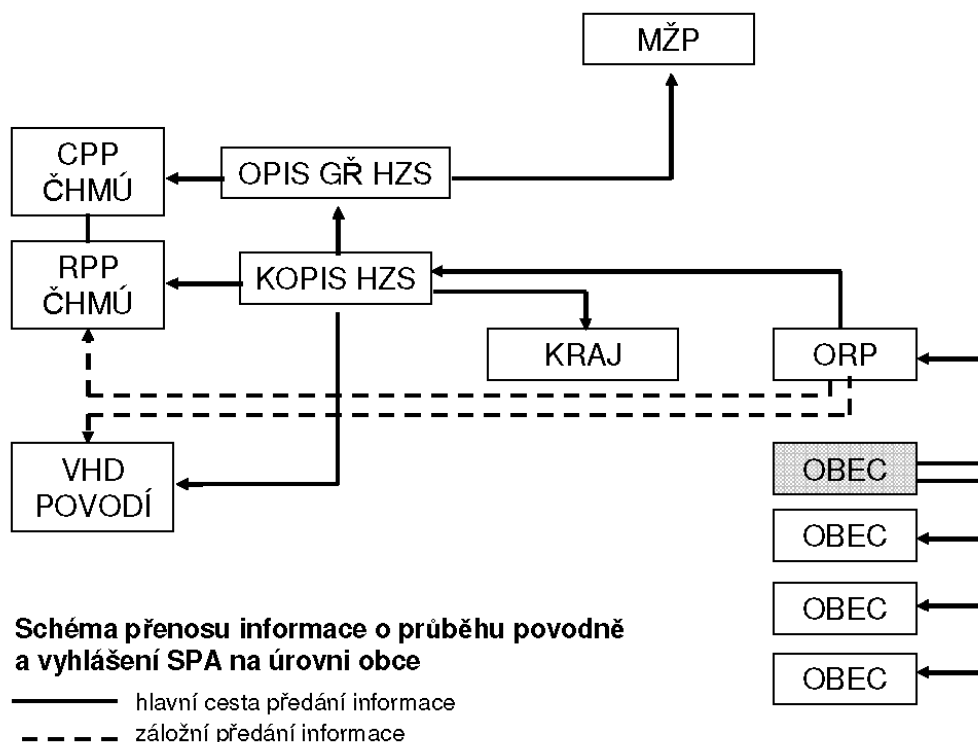 MŽP
CPP
ČHMÚ
OPIS GŘ HZS
RPP
ČHMÚ
KOPIS HZS
KRAJ
ORP
VHD
POVODÍ
OBEC
OBEC
OBEC
OBEC
Schéma přenosu informace o průběhu povodně
a vyhlášení SPA na úrovni obce
hlavní cesta předání informace
záložní předání informace